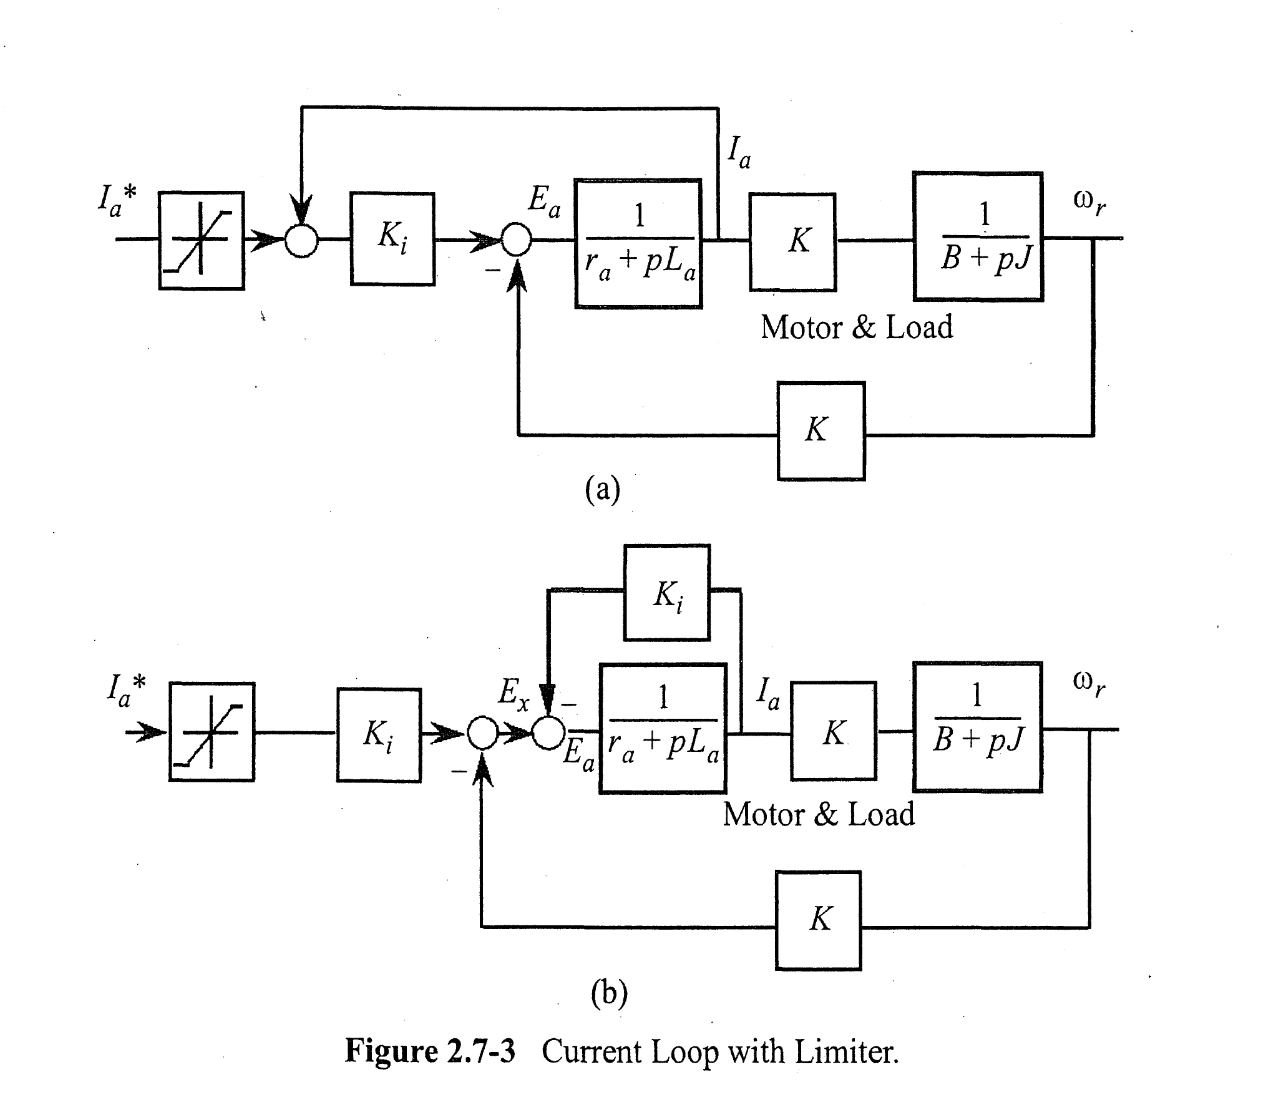 I_a
I_a*
K_i
E_a
1
r_a + pL_a
K
1
B + pJ
ω_r
−
Motor & Load
K
(a)
K_i
I_a*
K_i
E_x
−
E_a
1
r_a + pL_a
I_a
K
1
B + pJ
ω_r
−
Motor & Load
K
(b)
Figure 2.7-3 Current Loop with Limiter.